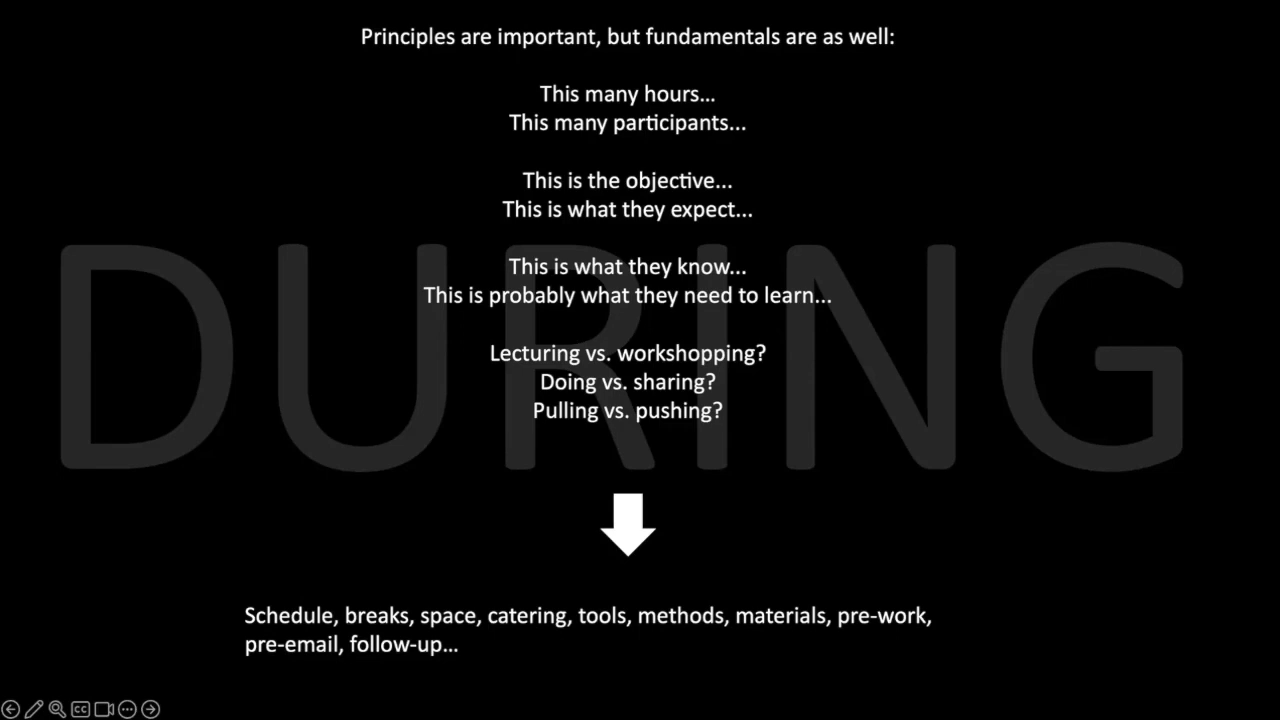 Principles are important, but fundamentals are as well:
This many hours...
This many participants...
This is the objective...
This is what they expect...
This is what they know...
This is probably what they need to learn...
DURING
Lecturing vs. workshopping?
Doing vs. sharing?
Pulling vs. pushing?
Schedule, breaks, space, catering, tools, methods, materials, pre-work,
pre-email, follow-up...
CC